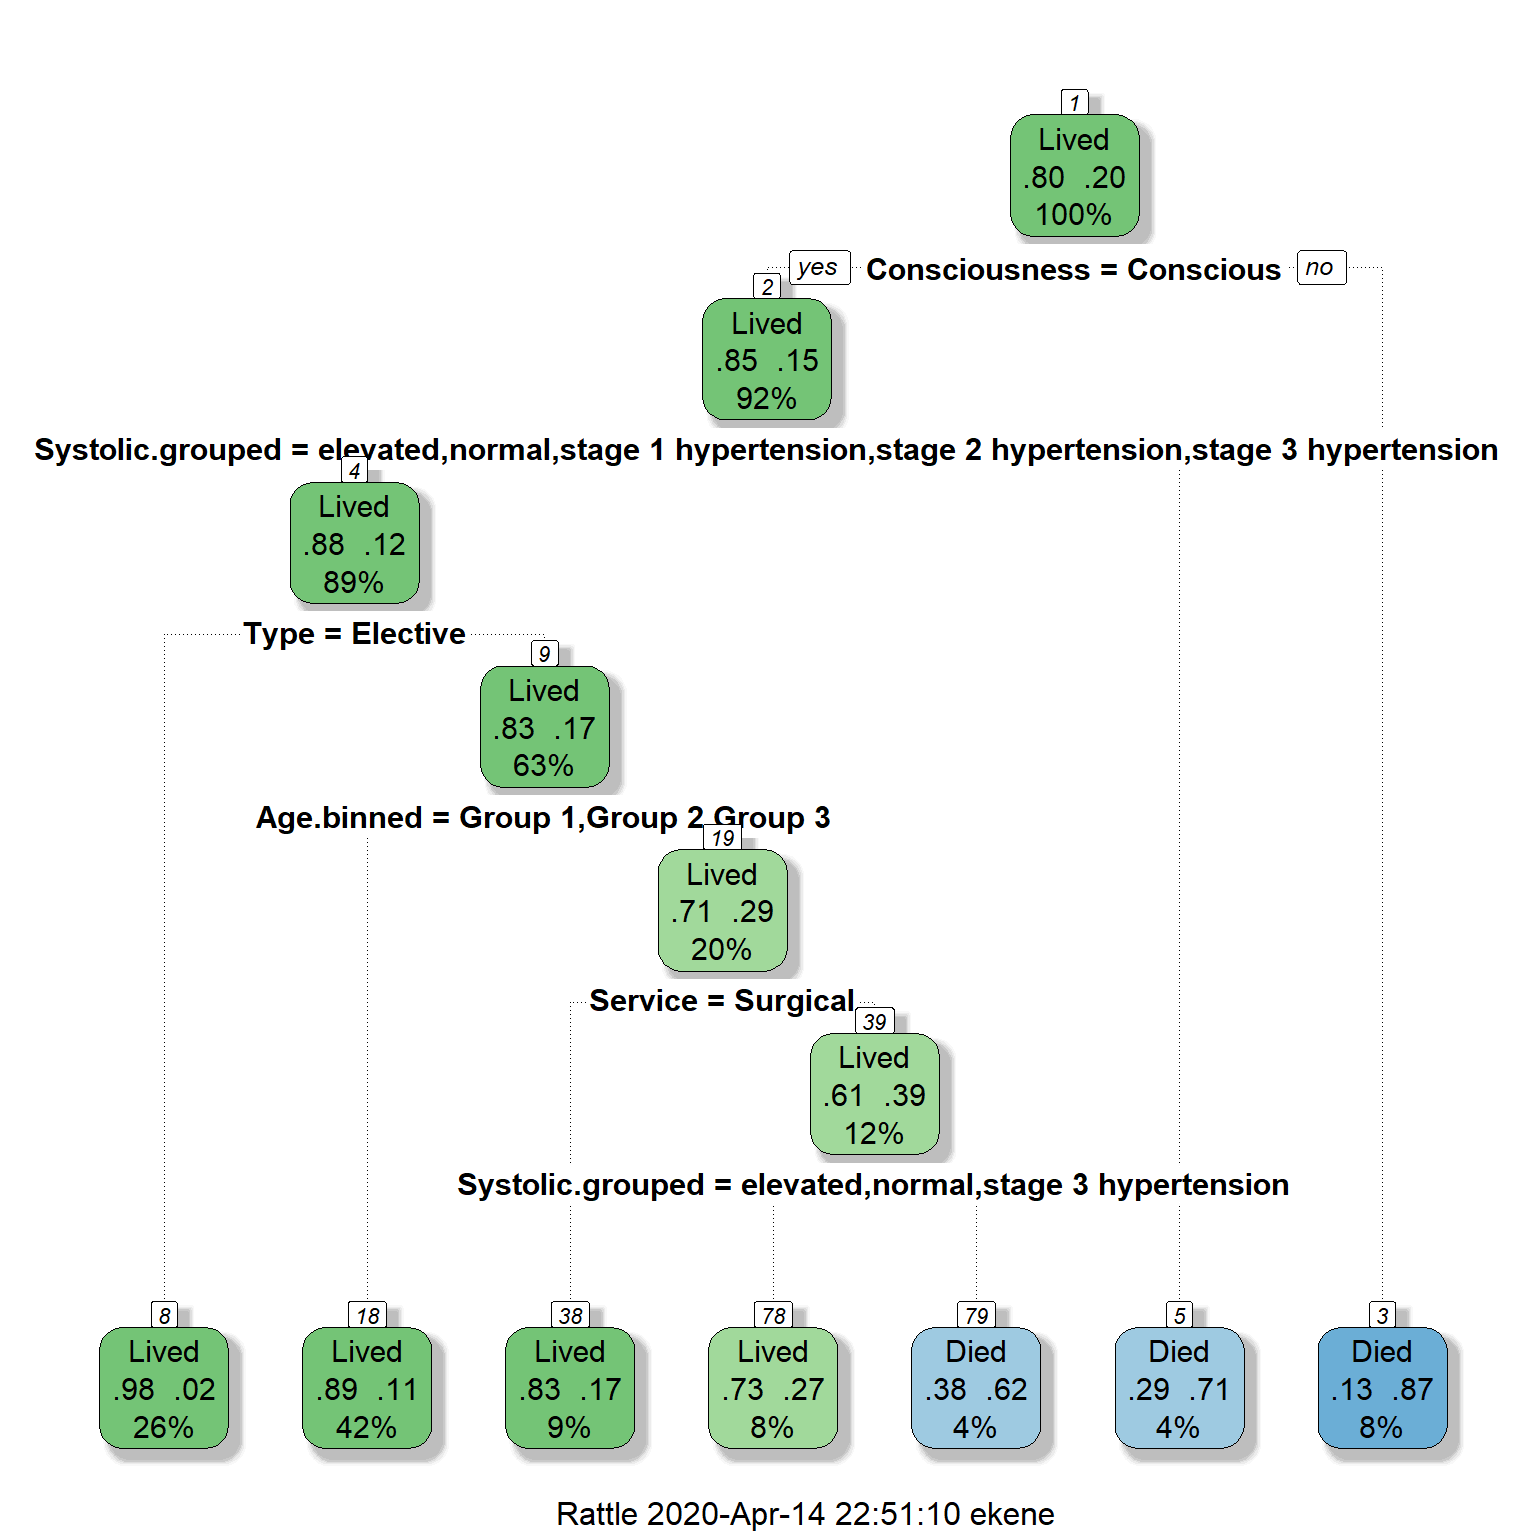 1
Lived
.80 .20
100%
yes Consciousness = Conscious no
2
Lived
.85 .15
92%
Systolic.grouped = elevated,normal,stage 1 hypertension,stage 2 hypertension,stage 3 hypertension
4
Lived
.88 .12
89%
Type = Elective
9
Lived
.83 .17
63%
Age.binned = Group 1,Group 2,Group 3
19
Lived
.71 .29
20%
Service = Surgical
39
Lived
.61 .39
12%
Systolic.grouped = elevated,normal,stage 3 hypertension
8
Lived
.98 .02
26%
18
Lived
.89 .11
42%
38
Lived
.83 .17
9%
78
Lived
.73 .27
8%
79
Died
.38 .62
4%
5
Died
.29 .71
4%
3
Died
.13 .87
8%
Rattle 2020-Apr-14 22:51:10 ekene